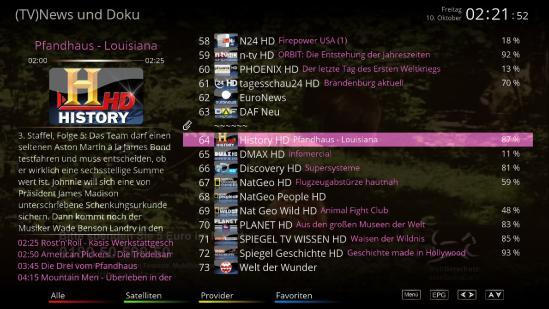 (TV)News und Doku
Freitag
10. Oktober
02:21:52
Pfandhaus - Louisiana
02:00 02:25
H HD
HISTORY
3. Staffel, Folge 5: Das Team darf einen
seltenen Aston Martin à la James Bond
testfahren und muss entscheiden, ob
er wirklich eine sechsstellige Summe
wert ist. Johnnie will sich eine von
President James Madison
unterschriebene Schenkungsurkunde
sichern. Dann kommt noch der
Musiker Wade Benson Landry in den
02:25 Rost'n'Roll - Kasis Werkstattgesch
02:50 American Pickers - Die Trödelsam
03:45 Die Drei vom Pfandhaus
04:15 Mountain Men - Überleben in der
58 N24 HD Firepower USA (1) 18 %
59 n-tv HD ORBIT: Die Entstehung der Jahreszeiten 92 %
60 PHOENIX HD Der letzte Tag des Ersten Weltkriegs 13 %
61 tagesschau24 HD Brandenburg aktuell 70 %
62 EuroNews
63 DAF Neu
~~~~~~
64 History HD Pfandhaus - Louisiana 87 %
65 DMAX HD Infomercial 11 %
66 Discovery HD Supersysteme 81 %
67 NatGeo HD Flugzeugabstürze hautnah 59 %
68 NatGeo People HD
69 Nat Geo Wild HD Animal Fight Club 48 %
70 PLANET HD Aus den großen Museen der Welt 83 %
71 SPIEGEL TV WISSEN HD Waisen der Wildnis 85 %
72 Spiegel Geschichte HD Geschichte made in Hollywood 93 %
73 Welt der Wunder
Alle Satelliten Provider Favoriten
Menü EPG